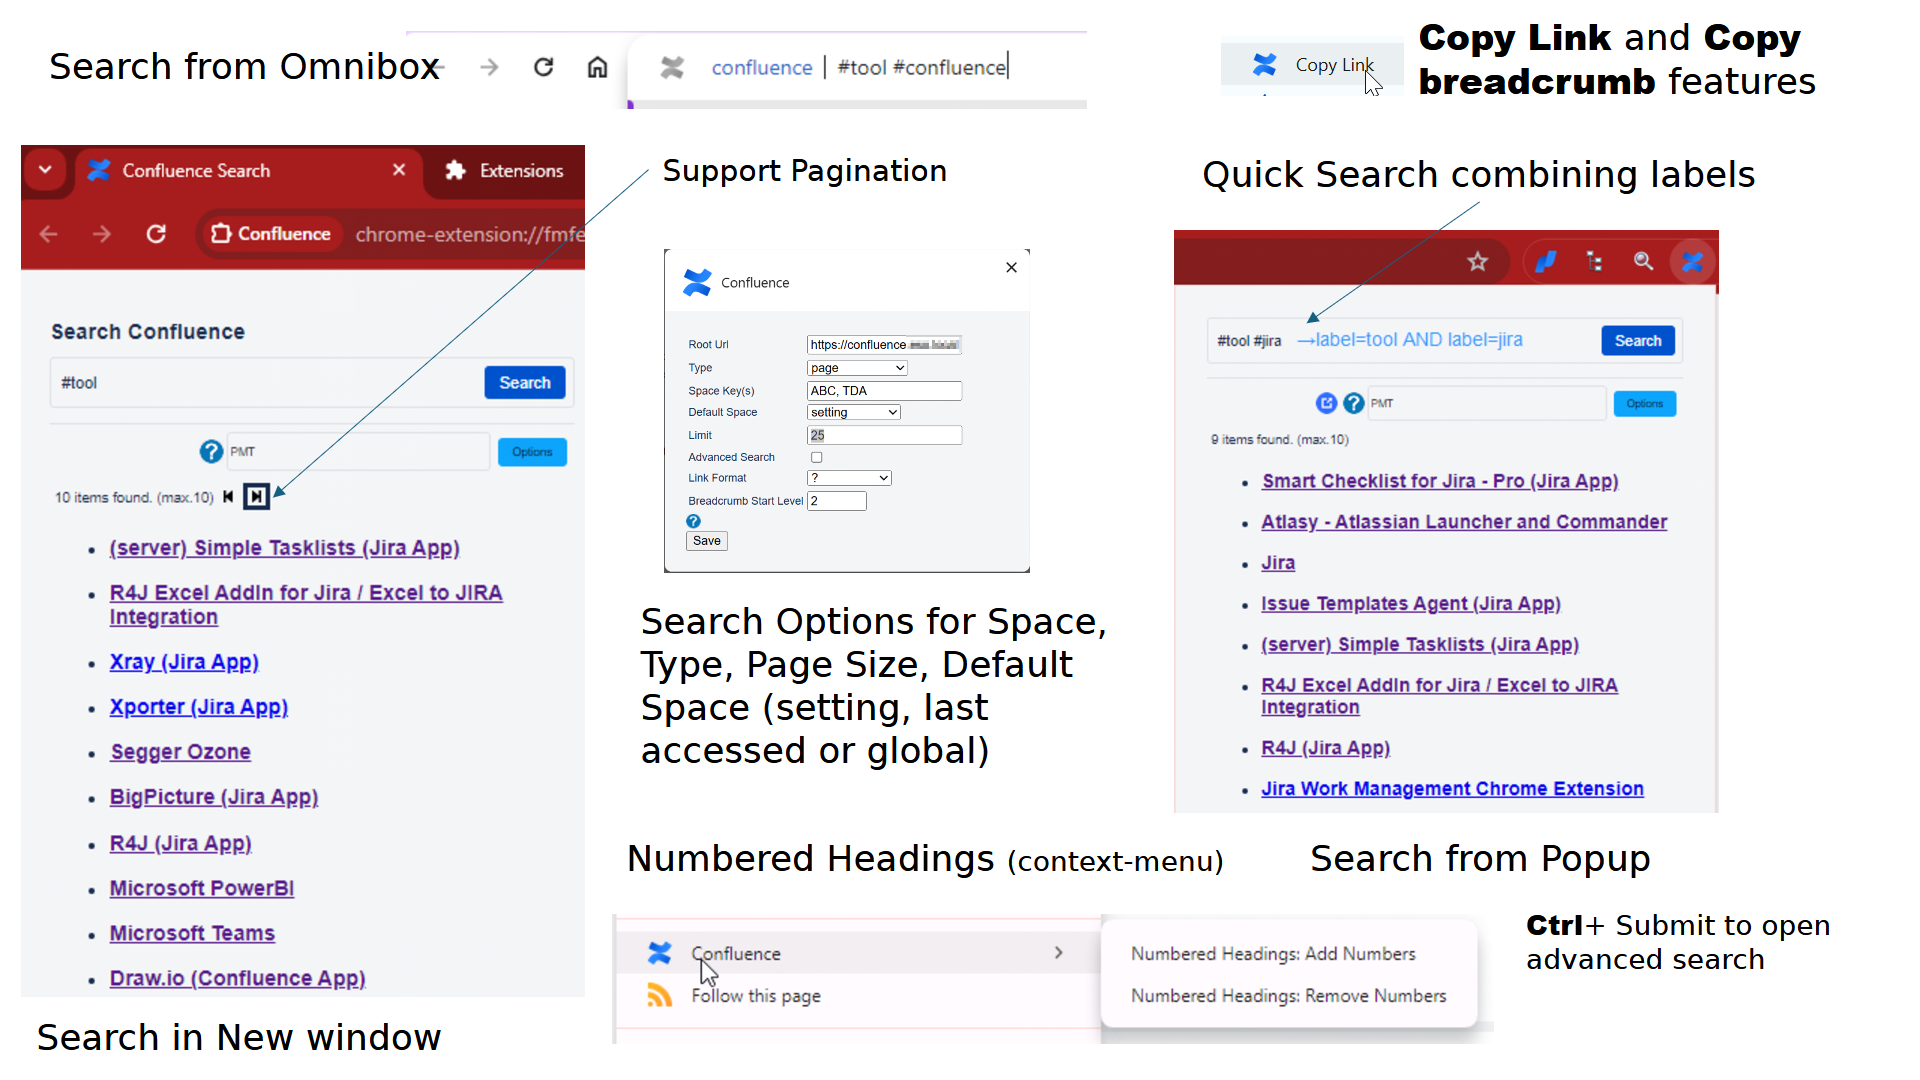 Search from Omnibox
confluence | #tool #confluence
Copy Link
Copy Link and Copy
breadcrumb features
Confluence Search
Extensions
Confluence
chrome-extension://fmfe
Search Confluence
#tool
Search
PMT
Options
10 items found. (max.10)
(server) Simple Tasklists (Jira App)
R4J Excel AddIn for Jira / Excel to JIRA
Integration
Xray (Jira App)
Xporter (Jira App)
Segger Ozone
BigPicture (Jira App)
R4J (Jira App)
Microsoft PowerBI
Microsoft Teams
Draw.io (Confluence App)
Search in New window
Support Pagination
Confluence
Root Url
https://confluence
Type
page
Space Key(s)
ABC, TDA
Default Space
setting
Limit
25
Advanced Search
Link Format
?
Breadcrumb Start Level
2
Save
Search Options for Space,
Type, Page Size, Default
Space (setting, last
accessed or global)
Quick Search combining labels
#tool #jira →label=tool AND label=jira
Search
PMT
Options
9 items found. (max.10)
Smart Checklist for Jira - Pro (Jira App)
Atlasy - Atlassian Launcher and Commander
Jira
Issue Templates Agent (Jira App)
(server) Simple Tasklists (Jira App)
R4J Excel AddIn for Jira / Excel to JIRA
Integration
R4J (Jira App)
Jira Work Management Chrome Extension
Numbered Headings (context-menu)
Search from Popup
Confluence
Follow this page
Numbered Headings: Add Numbers
Numbered Headings: Remove Numbers
Ctrl+ Submit to open
advanced search